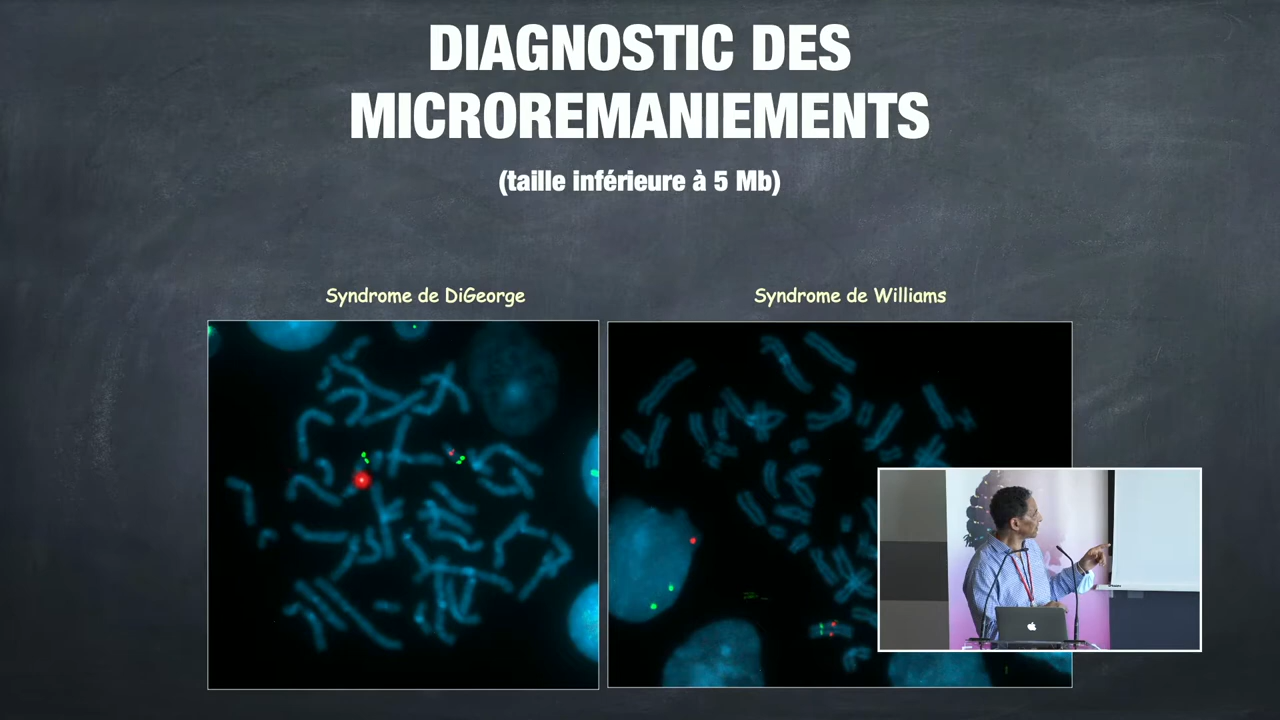 DIAGNOSTIC DES
MICROREMANIEMENTS
(taille inférieure à 5 Mb)
Syndrome de DiGeorge
Syndrome de Williams